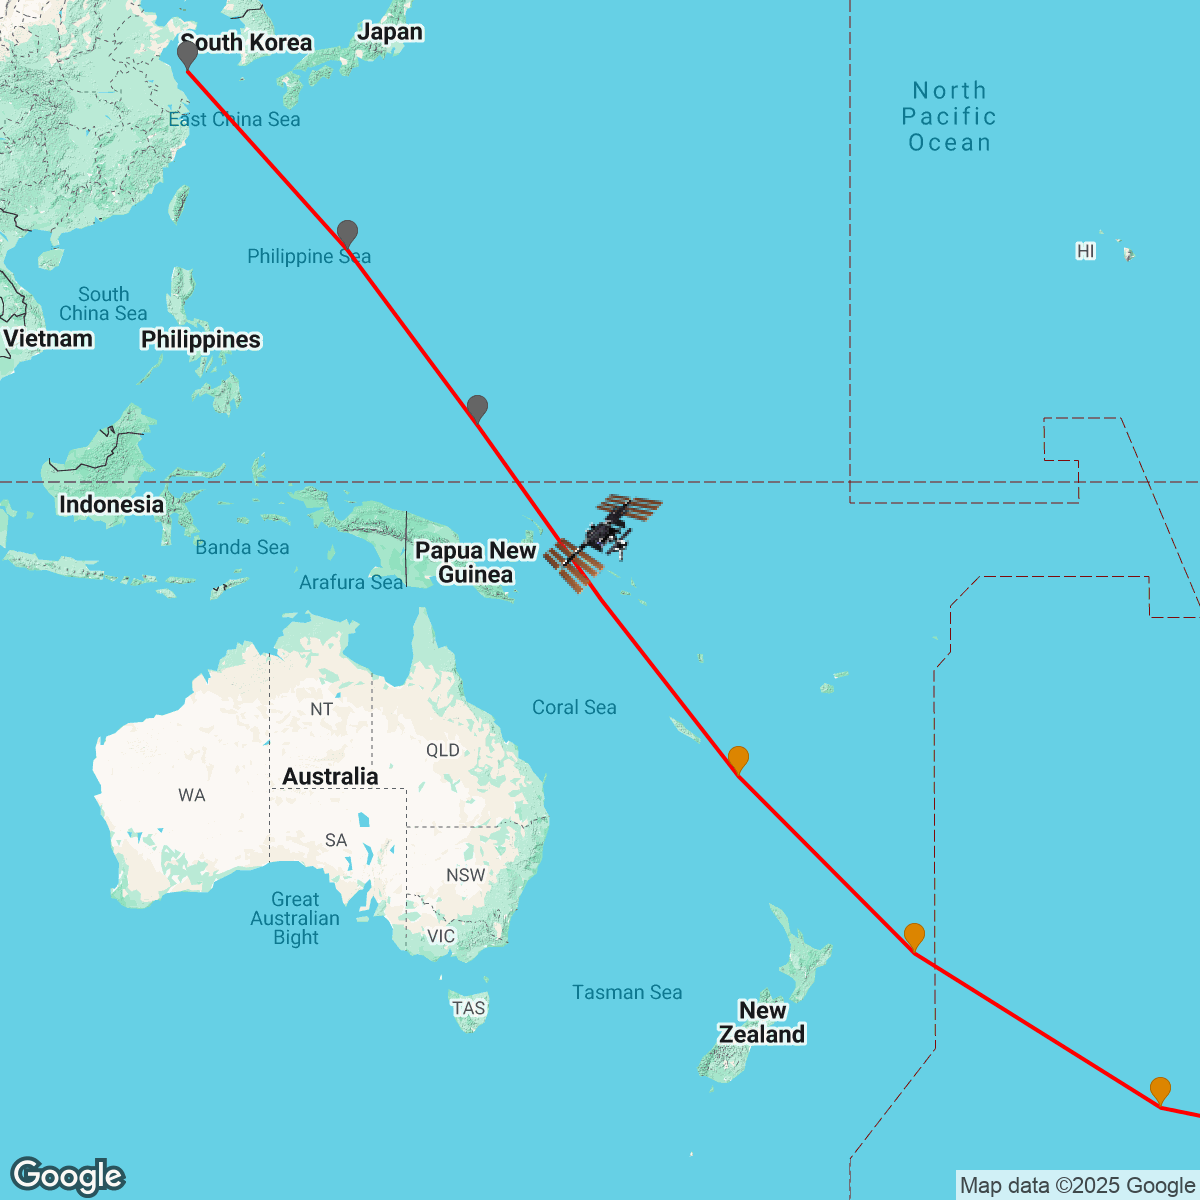 Japan
South Korea
North
Pacific
Ocean
East China Sea
HI
Philippine Sea
South
China Sea
Vietnam
Philippines
Indonesia
Banda Sea
Papua New
Guinea
Arafura Sea
Coral Sea
NT
QLD
Australia
WA
SA
NSW
Great
Australian
Bight
VIC
Tasman Sea
TAS
New
Zealand
Google
Map data ©2025 Google